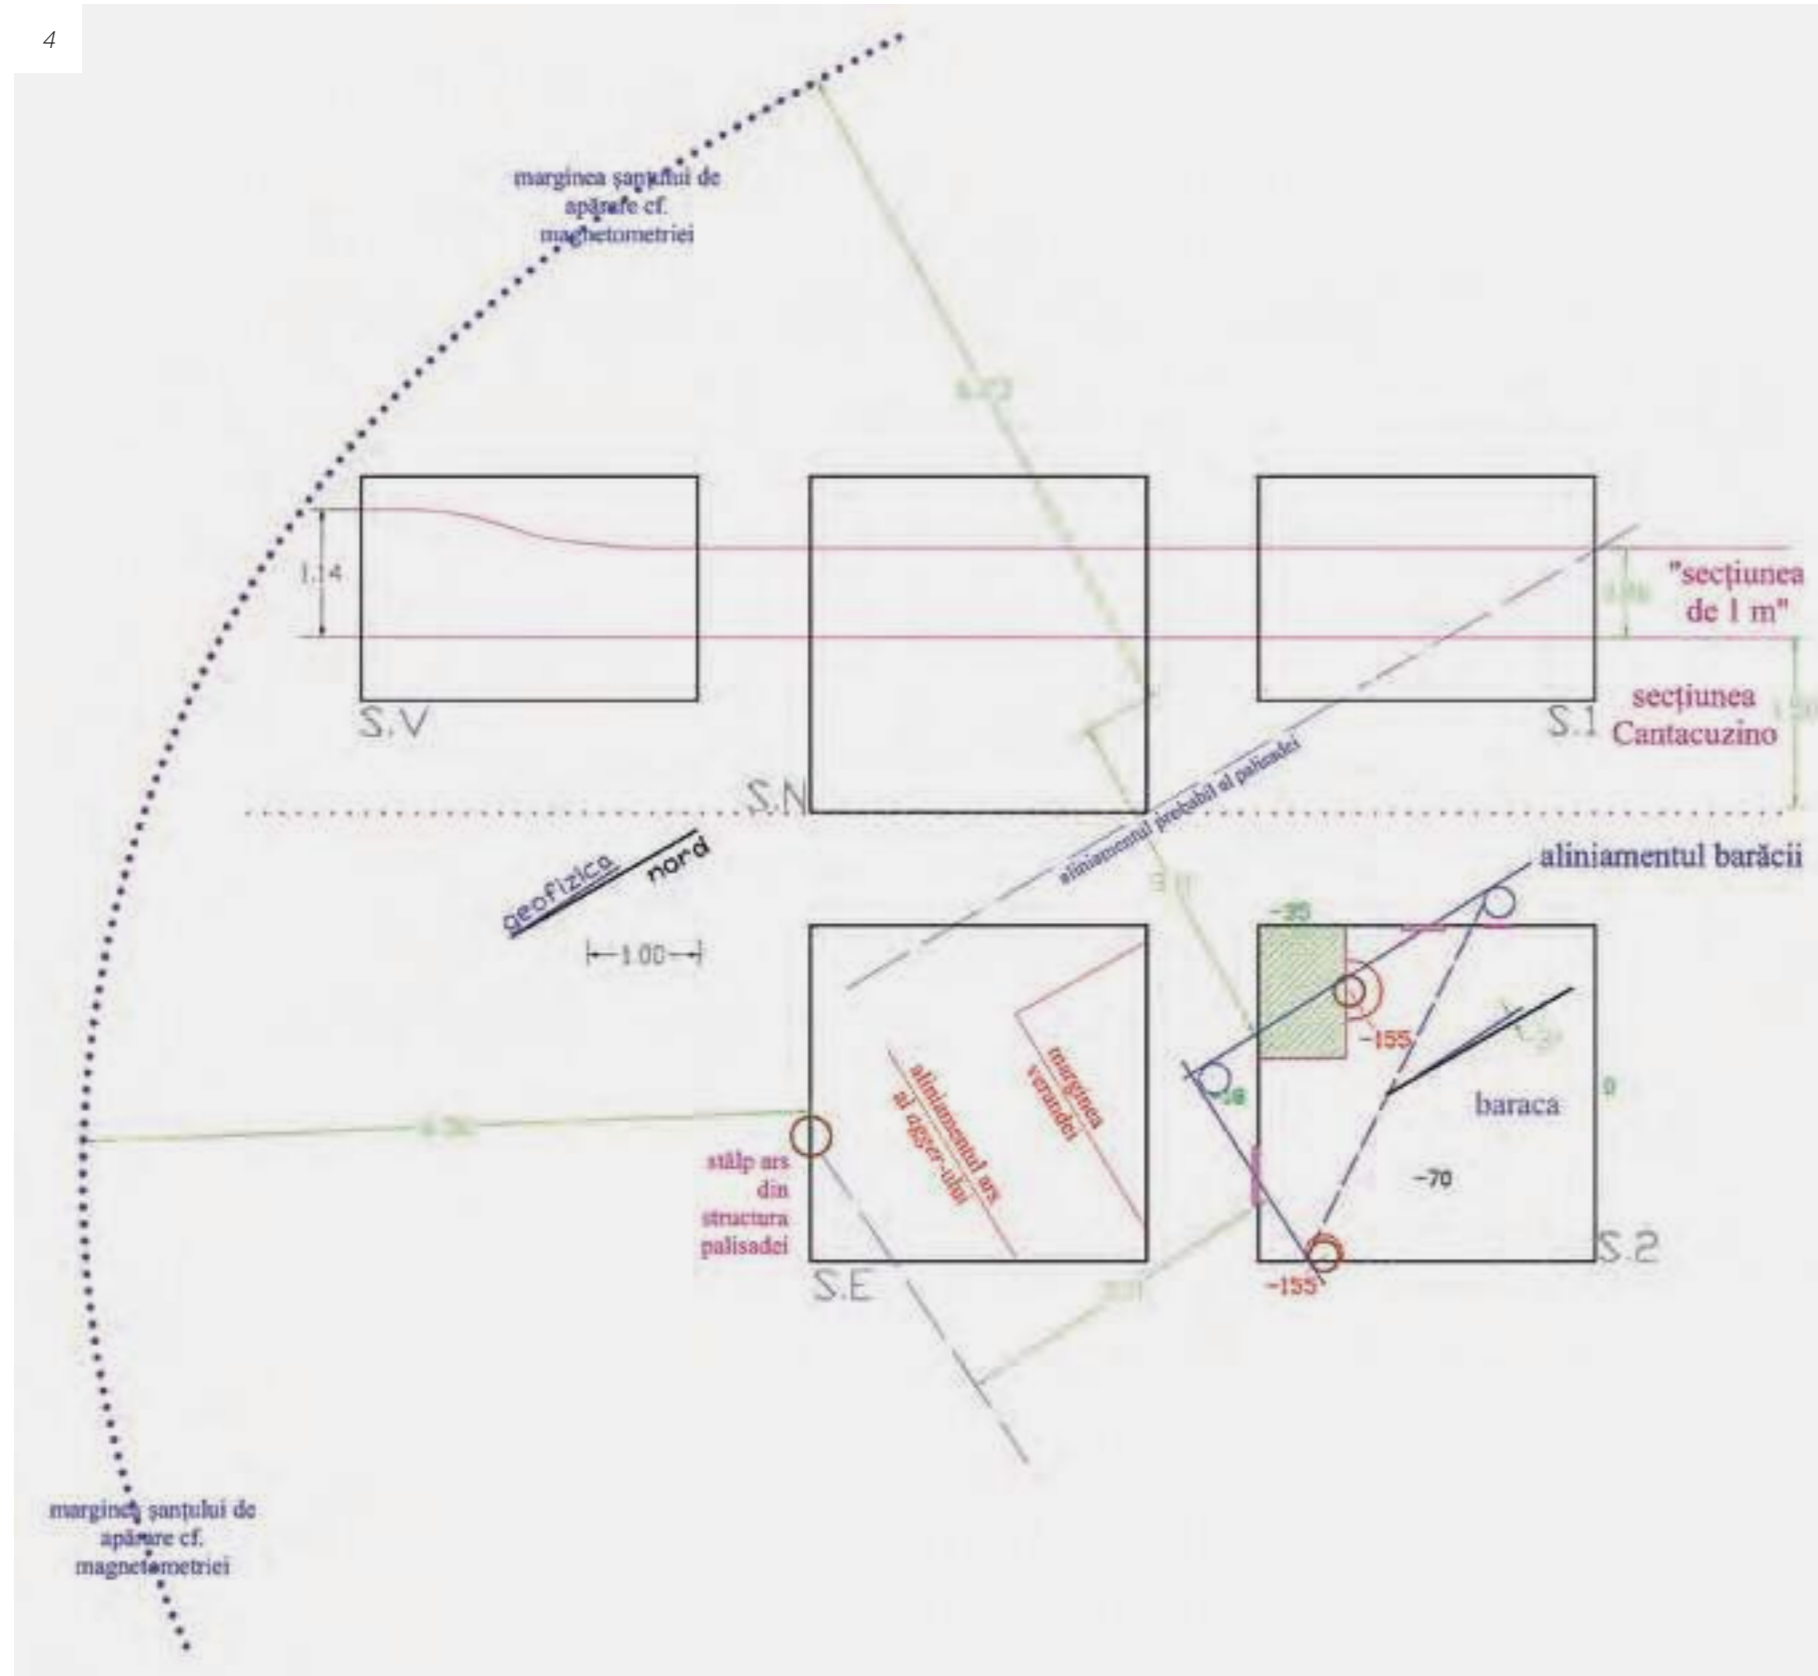 4
marginea șanțului de
apărare cf.
magnetometriei
1.14
"secțiunea
de 1 m"
S.V
secțiunea
Cantacuzino
S.1
S.N
aliniamentul probabil al palisadei
geofizica
nord
1.00
aliniamentul barăcii
-35
-155
baraca
0
-70
aliniamentul ars
al agger-ului
marginea
verandei
stâlp ars
din
structura
palisadei
S.E
S.2
-155
marginea șanțului de
apărare cf.
magnetometriei